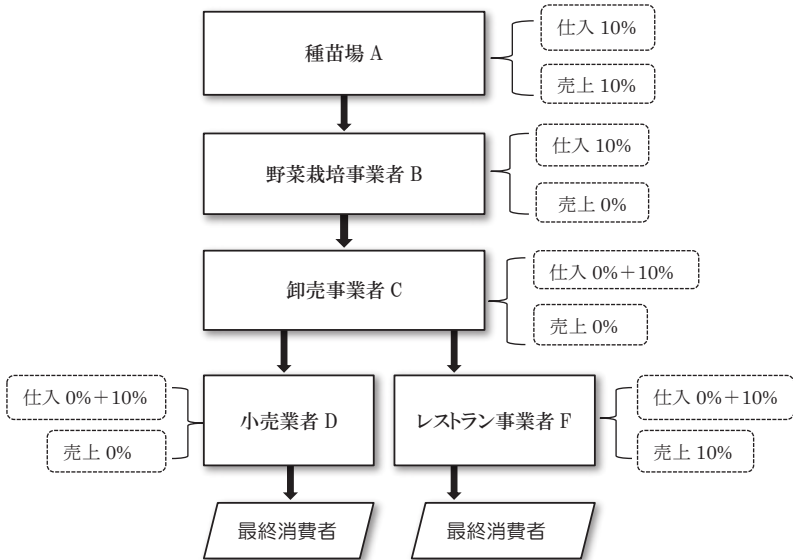 種苗場 A
仕入 10%
売上 10%
野菜栽培事業者 B
仕入 10%
売上 0%
卸売事業者 C
仕入 0%+10%
売上 0%
仕入 0%+10%
売上 0%
小売業者 D
レストラン事業者 F
仕入 0%+10%
売上 10%
最終消費者
最終消費者